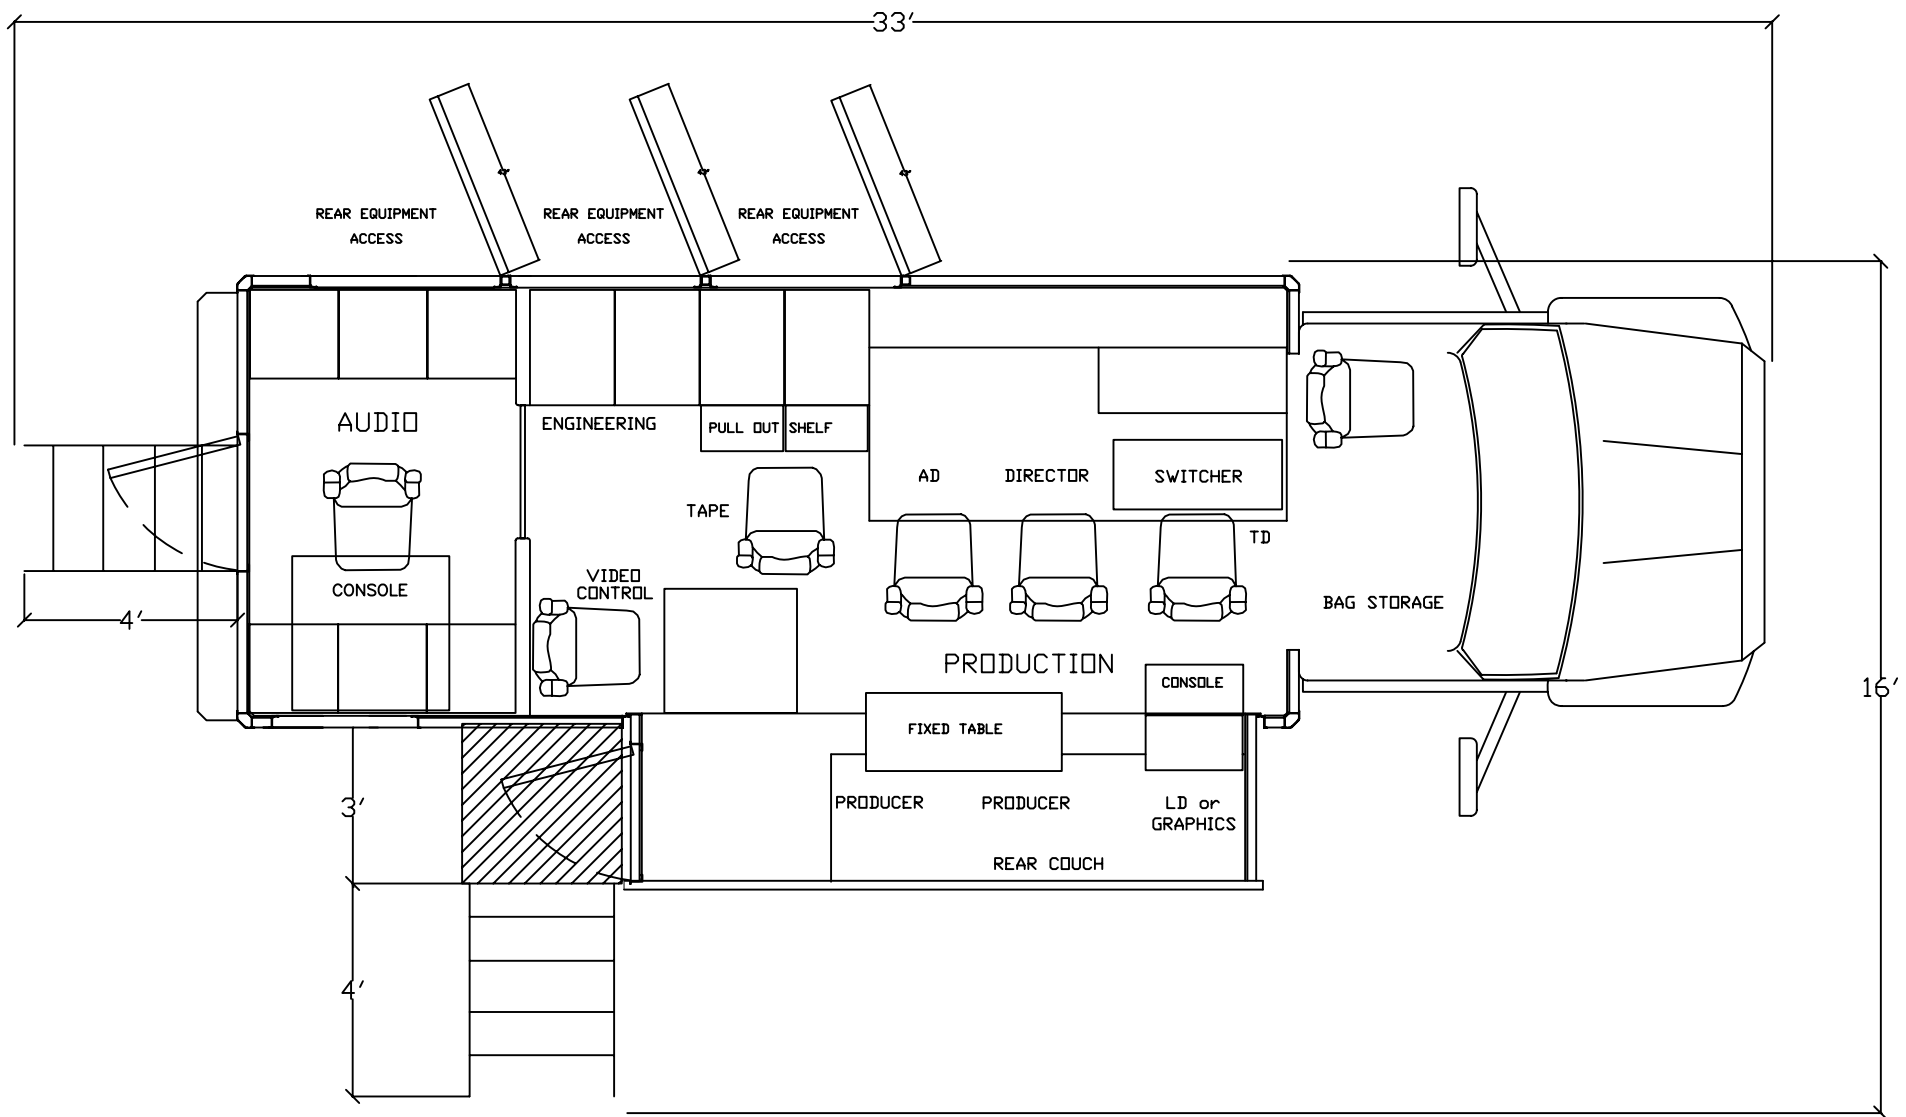 33'
REAR EQUIPMENT
ACCESS
REAR EQUIPMENT
ACCESS
REAR EQUIPMENT
ACCESS
AUDIO
ENGINEERING
PULL OUT SHELF
AD
DIRECTOR
SWITCHER
TAPE
TD
VIDEO
CONTROL
CONSOLE
BAG STORAGE
4'
PRODUCTION
CONSOLE
16'
FIXED TABLE
3'
PRODUCER
PRODUCER
LD or
GRAPHICS
REAR COUCH
4'